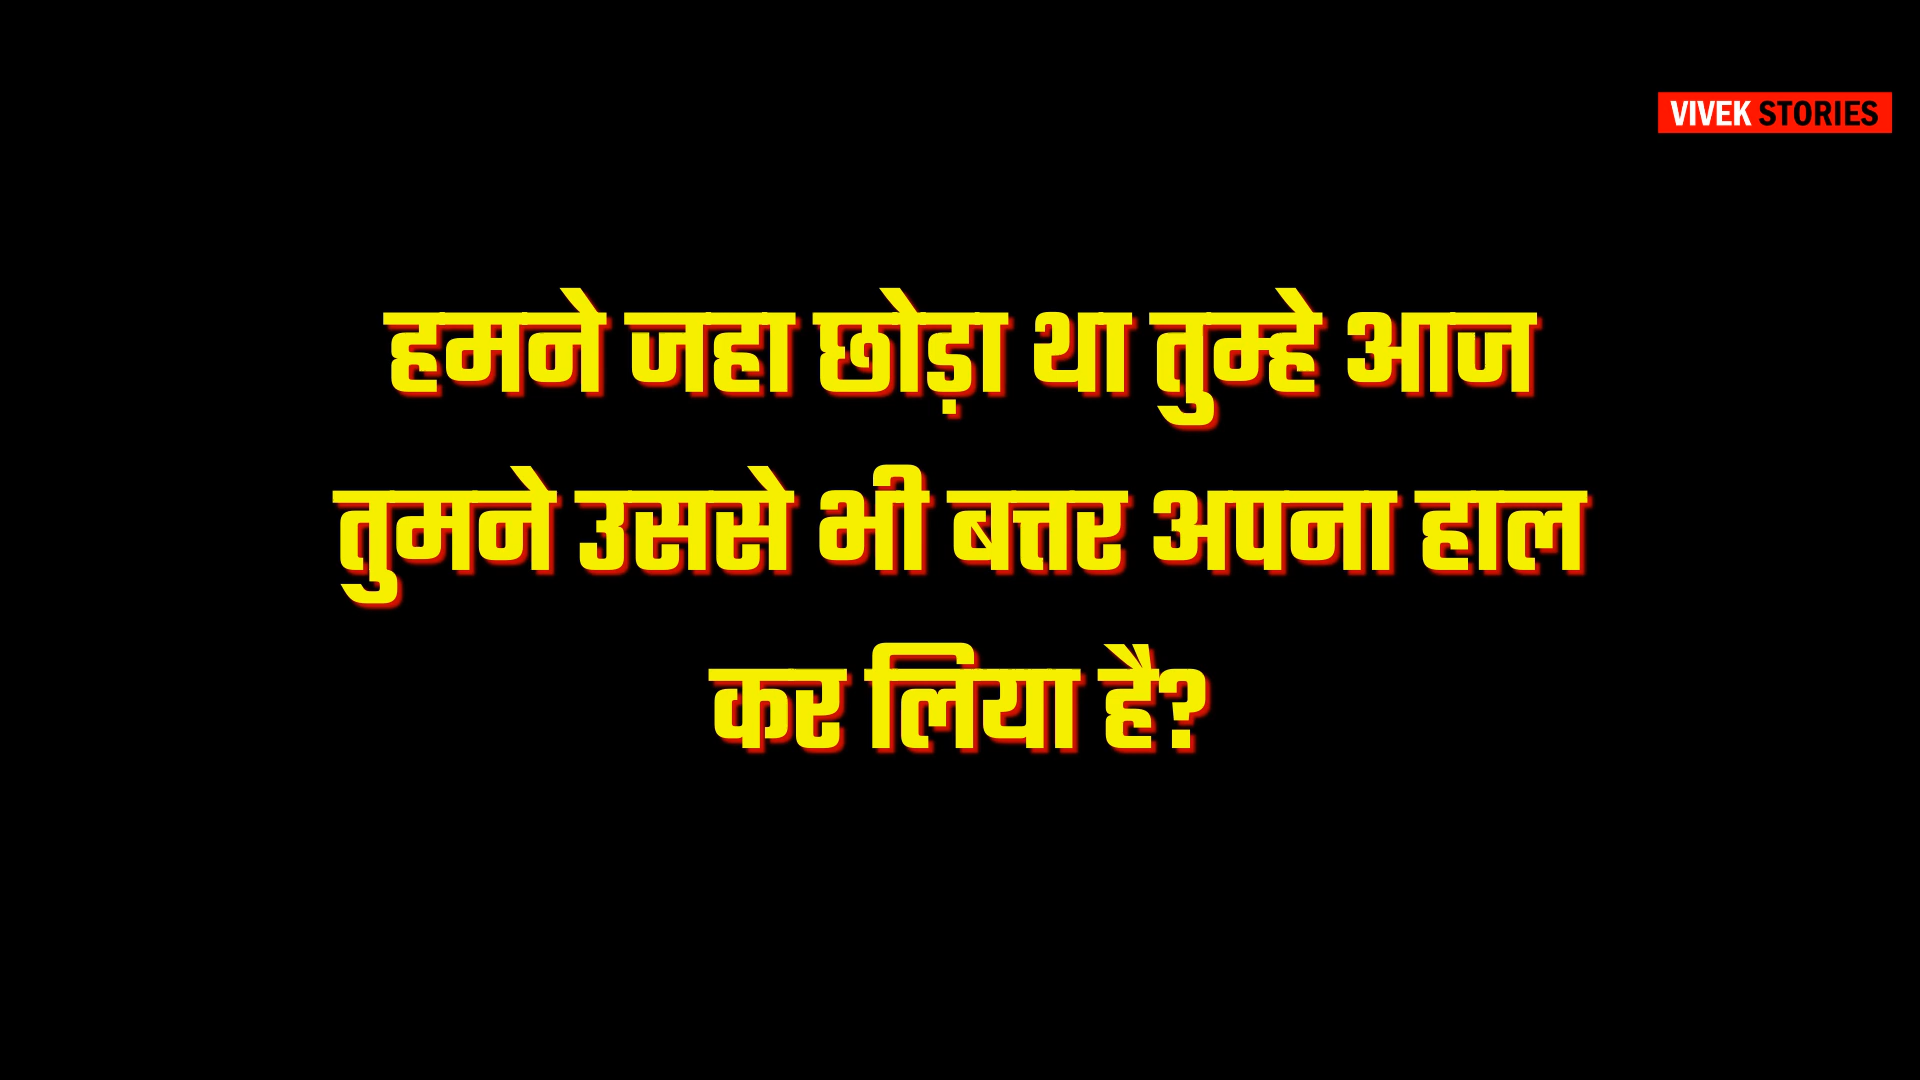 VIVEK STORIES
हमने जहा छोड़ा था तुम्हे आज
तुमने उससे भी बत्तर अपना हाल
कर लिया है?